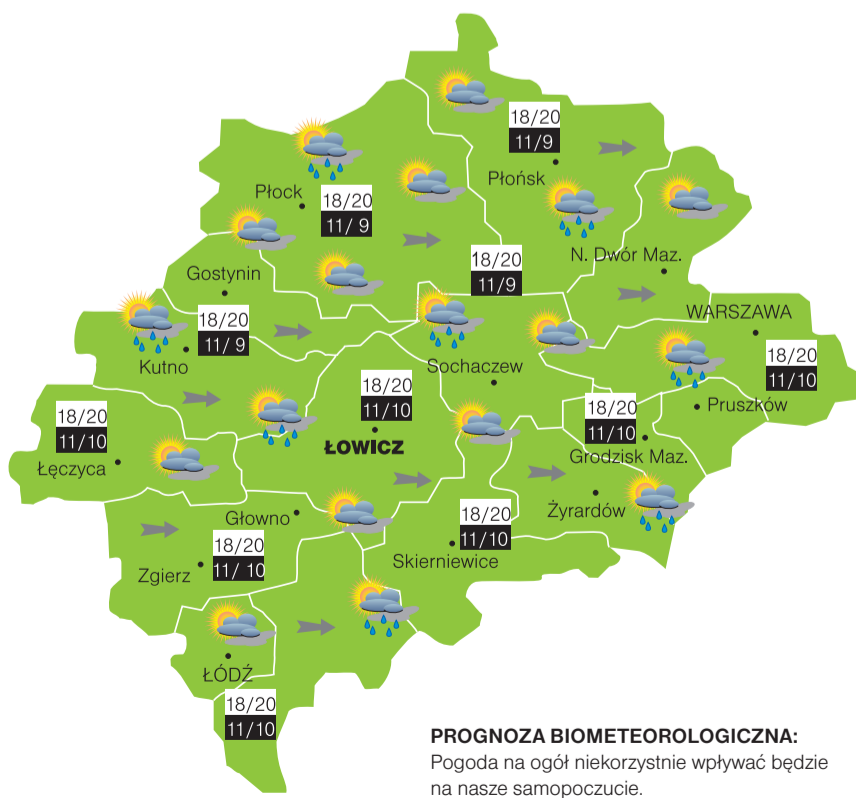 18/20
11/9
Płońsk
Płock
18/20
11/ 9
N. Dwór Maz.
18/20
11/9
Gostynin
18/20
11/ 9
Kutno
WARSZAWA
18/20
11/10
Sochaczew
18/20
11/10
ŁOWICZ
18/20
11/10
Pruszków
Grodzisk Maz.
18/20
11/10
Łęczyca
Żyrardów
Głowno
18/20
11/10
Skierniewice
18/20
11/ 10
Zgierz
ŁÓDŹ
18/20
11/10
PROGNOZA BIOMETEOROLOGICZNA:
Pogoda na ogół niekorzystnie wpływać będzie
na nasze samopoczucie.